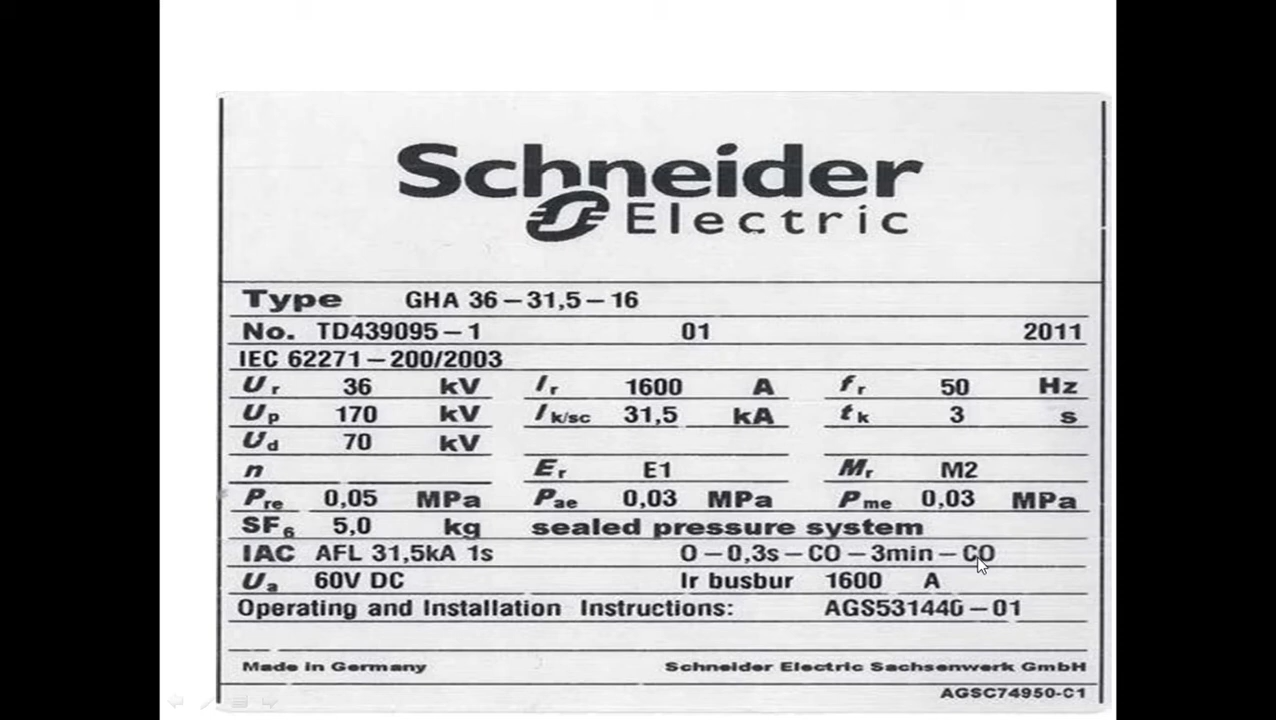 Schneider
Electric
Type GHA 36–31,5–16
No. TD439095–1 01 2011
IEC 62271–200/2003
Ur 36 kV Ir 1600 A fr 50 Hz
Up 170 kV Ik/sc 31,5 kA tk 3 s
Ud 70 kV
n Er E1 Mr M2
Pre 0,05 MPa Pae 0,03 MPa Pme 0,03 MPa
SF6 5,0 kg sealed pressure system
IAC AFL 31,5kA 1s O–0,3s–CO–3min–CO
Ua 60V DC Ir busbur 1600 A
Operating and Installation Instructions: AGS531440–01
Made in Germany Schneider Electric Sachsenwerk GmbH
AGSC74950-C1